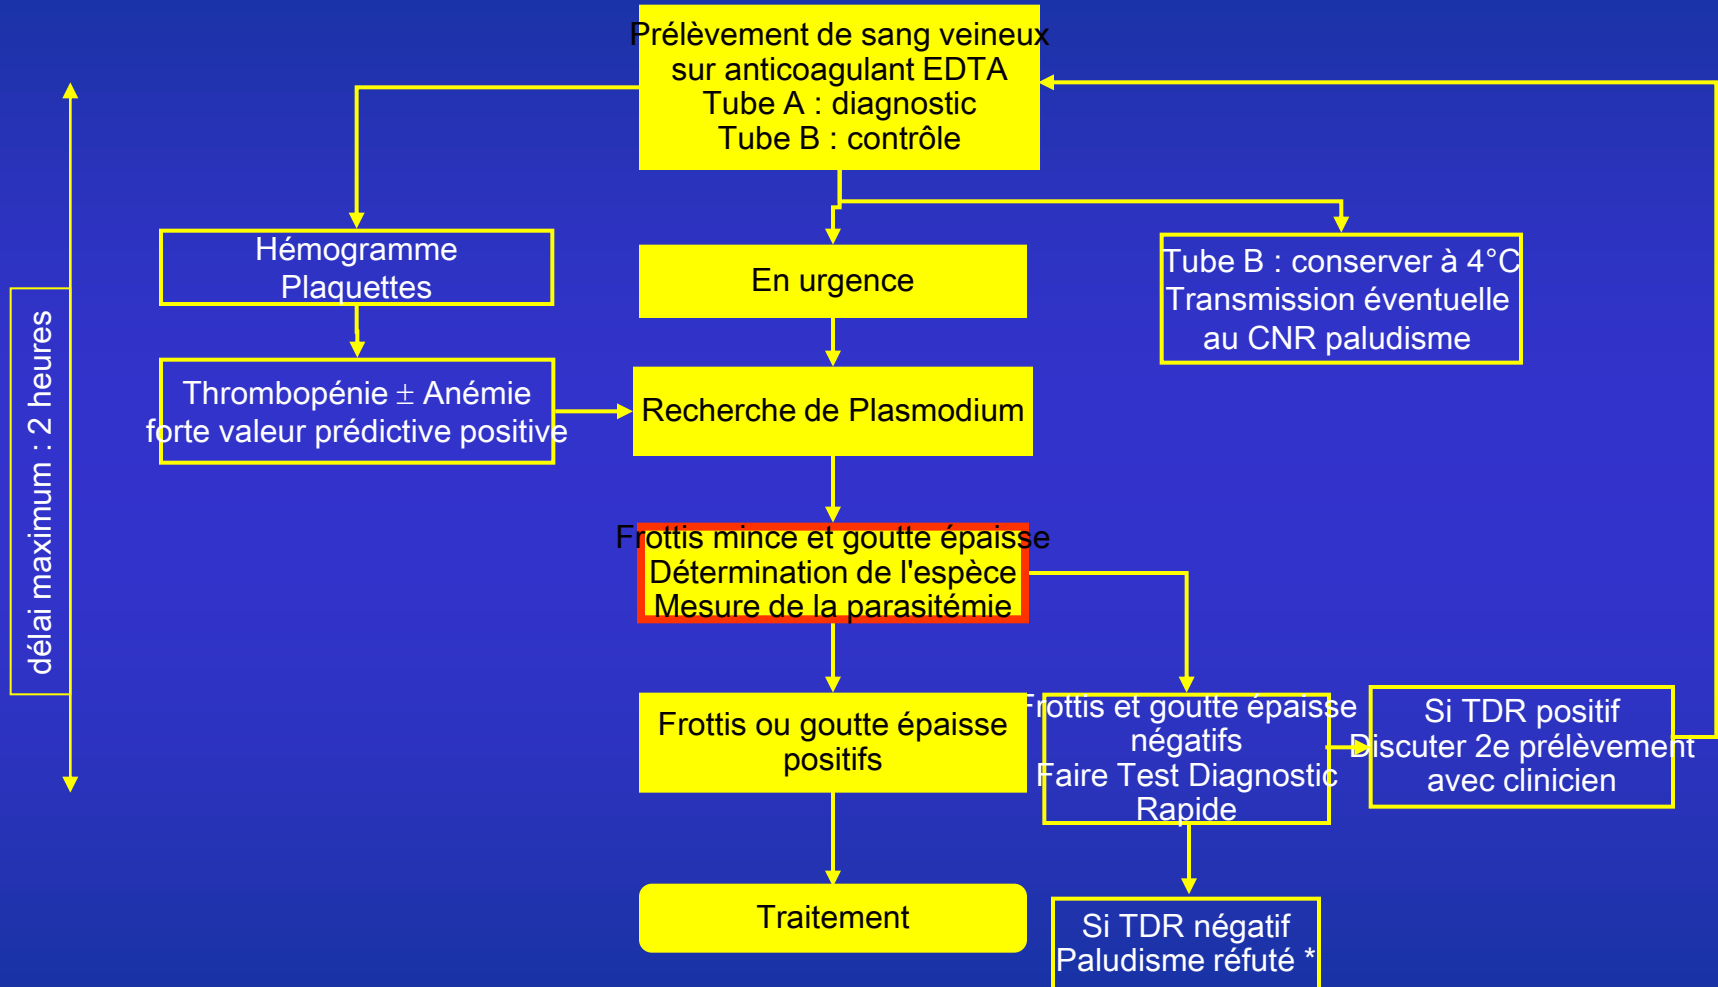 Prélèvement de sang veineux
sur anticoagulant EDTA
Tube A : diagnostic
Tube B : contrôle
Hémogramme
Plaquettes
En urgence
Tube B : conserver à 4°C
Transmission éventuelle
au CNR paludisme
délai maximum : 2 heures
Thrombopénie ± Anémie
forte valeur prédictive positive
Recherche de Plasmodium
Frottis mince et goutte épaisse
Détermination de l'espèce
Mesure de la parasitémie
Frottis ou goutte épaisse
positifs
Frottis et goutte épaisse
négatifs
Faire Test Diagnostic
Rapide
Si TDR positif
Discuter 2e prélèvement
avec clinicien
Traitement
Si TDR négatif
Paludisme réfuté *